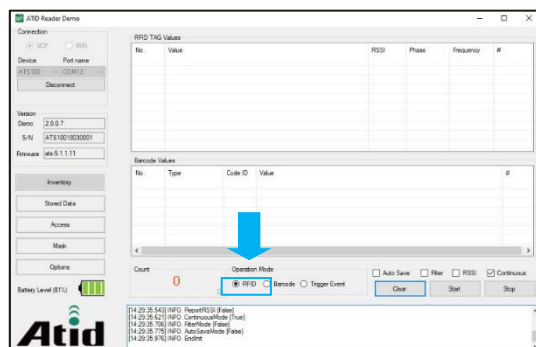 ATID Reader Demo
Connection
VCP WiFi
Device Port name
ATS100 COM13
Disconnect
Version
Demo 2.0.0.7
S/N ATS10018030001
Firmware ats-5.1.1.11
Inventory
Stored Data
Access
Mask
Options
Battery Level (81%)
Atid
RFID TAG Values
No. Value RSSI Phase Frequency #
Barcode Values
No. Type Code ID Value #
Count
0
Operation Mode
RFID Barcode Trigger Event
Auto Save Filter RSSI Continuous
Clear Start Stop
[14:29:35.543] INFO. ReportRSSI [False]
[14:29:35.621] INFO. ContinuousMode [True]
[14:29:35.706] INFO. FilterMode [False]
[14:29:35.775] INFO. AutoSaveMode [False]
[14:29:35.976] INFO. EndInit